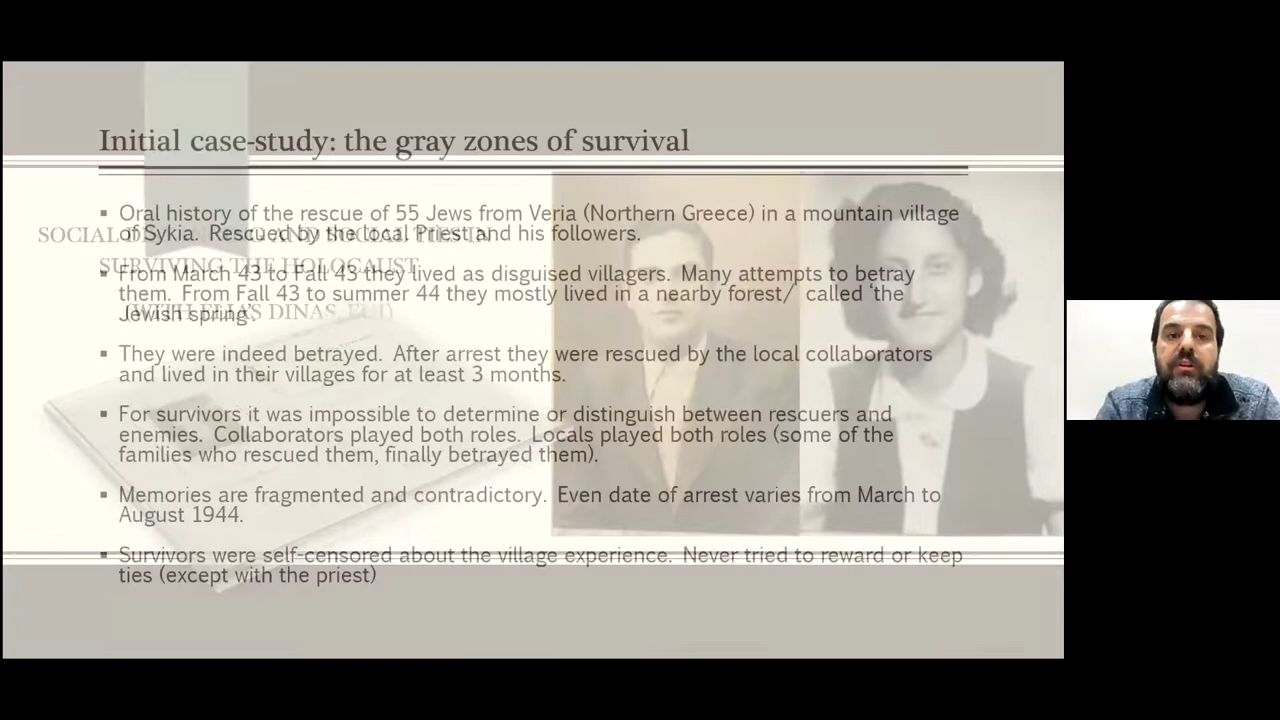 Initial case-study: the gray zones of survival
▪ Oral history of the rescue of 55 Jews from Veria (Northern Greece) in a mountain village
of Sykia. Rescued by the local Priest and his followers.
▪ From March 43 to Fall 43 they lived as disguised villagers. Many attempts to betray
them. From Fall 43 to summer 44 they mostly lived in a nearby forest/ called ‘the
Jewish spring’.
▪ They were indeed betrayed. After arrest they were rescued by the local collaborators
and lived in their villages for at least 3 months.
▪ For survivors it was impossible to determine or distinguish between rescuers and
enemies. Collaborators played both roles. Locals played both roles (some of the
families who rescued them, finally betrayed them).
▪ Memories are fragmented and contradictory. Even date of arrest varies from March to
August 1944.
▪ Survivors were self-censored about the village experience. Never tried to reward or keep
ties (except with the priest)
SOCIAL AND SOCIAL TIES IN
SURVIVING THE HOLOCAUST
(WITH ELIAS DINAS, EUI)